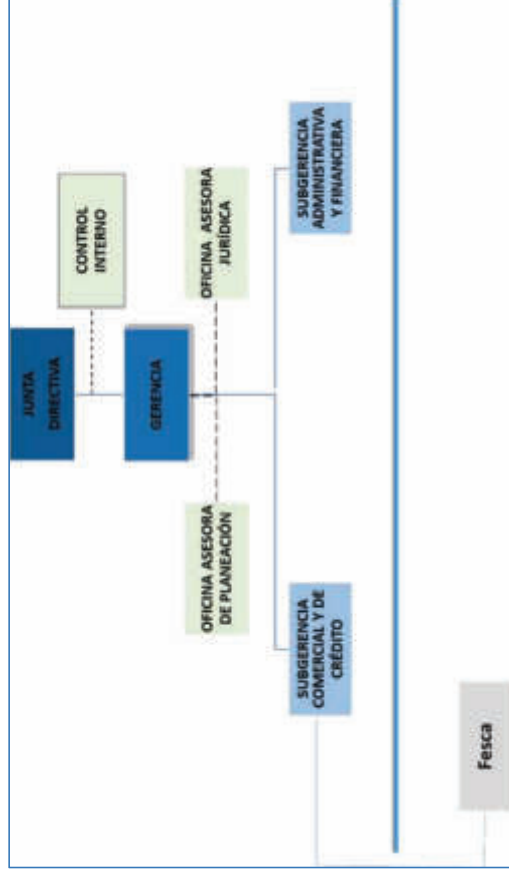 JUNTA
DIRECTIVA
CONTROL
INTERNO
GERENCIA
OFICINA ASESORA
DE PLANEACIÓN
OFICINA ASESORA
JURÍDICA
SUBGERENCIA
COMERCIAL Y DE
CRÉDITO
SUBGERENCIA
ADMINISTRATIVA
Y FINANCIERA
Fesca